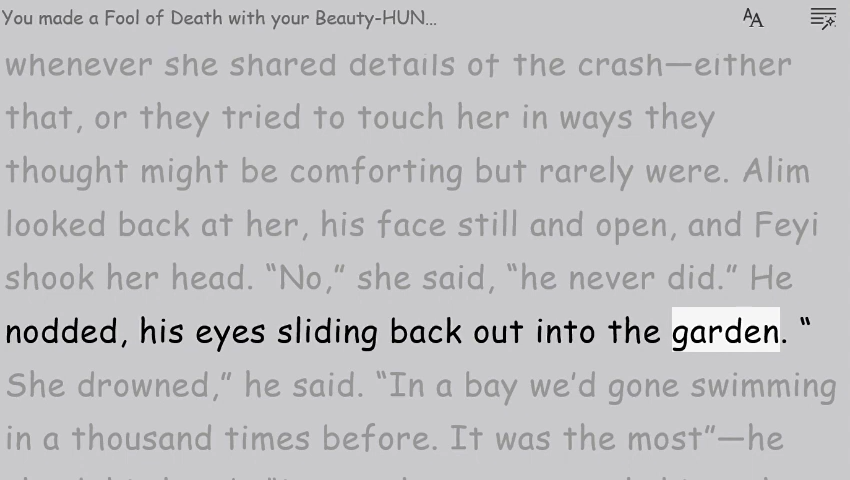 You made a Fool of Death with your Beauty-HUN...
AA
whenever she shared details of the crash—either
that, or they tried to touch her in ways they
thought might be comforting but rarely were. Alim
looked back at her, his face still and open, and Feyi
shook her head. “No,” she said, “he never did.” He
nodded, his eyes sliding back out into the garden. “
She drowned,” he said. “In a bay we’d gone swimming
in a thousand times before. It was the most”—he